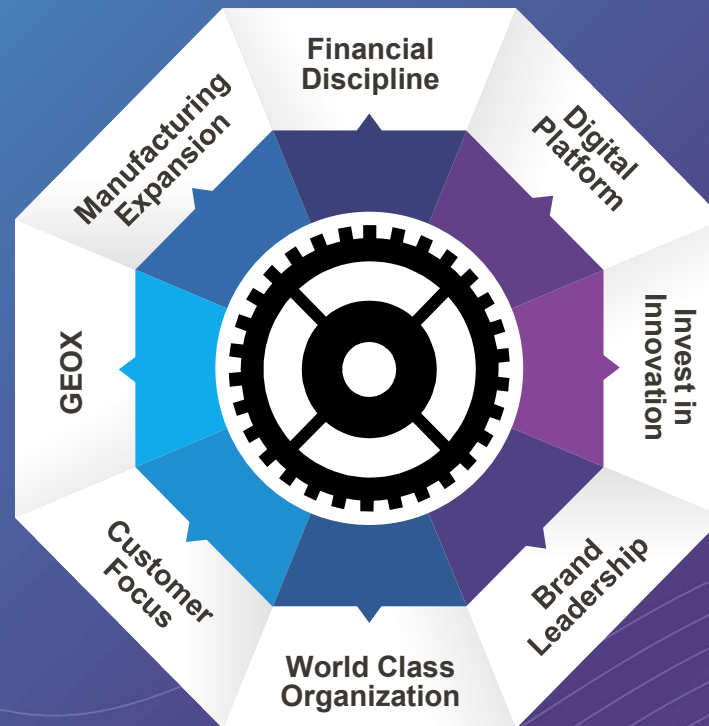 Financial
Discipline
Digital
Platform
Invest in
Innovation
Brand
Leadership
World Class
Organization
Customer
Focus
GEOX
Manufacturing
Expansion